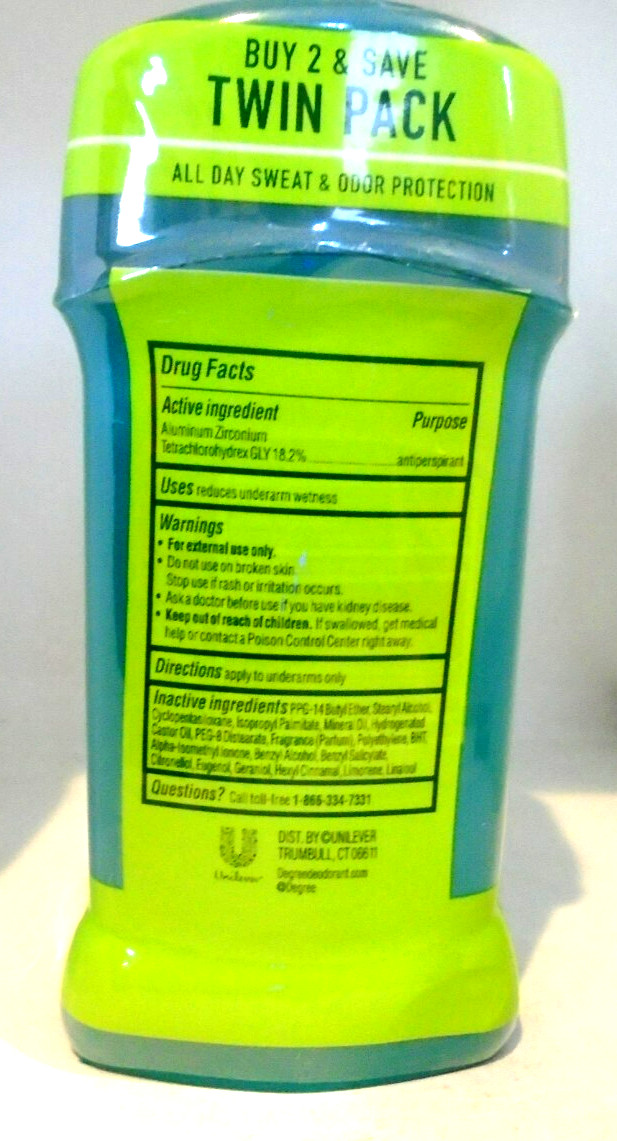 BUY 2 & SAVE
TWIN PACK
ALL DAY SWEAT & ODOR PROTECTION
Drug Facts
Active ingredient Purpose
Aluminum Zirconium
Tetrachlorohydrex GLY 18.2% antiperspirant
Uses reduces underarm wetness
Warnings
• For external use only.
• Do not use on broken skin.
Stop use if rash or irritation occurs.
• Ask a doctor before use if you have kidney disease.
• Keep out of reach of children. If swallowed, get medical
help or contact a Poison Control Center right away.
Directions apply to underarms only
Inactive ingredients PPG-14 Butyl Ether, Stearyl Alcohol,
Cyclopentasiloxane, Isopropyl Palmitate, Mineral Oil, Hydrogenated
Castor Oil, PEG-8 Distearate, Fragrance (Parfum), Polyethylene, BHT,
Alpha-Isomethyl Ionone, Benzyl Alcohol, Benzyl Salicylate,
Citronellol, Eugenol, Geraniol, Hexyl Cinnamal, Limonene, Linalool
Questions? Call toll-free 1-866-334-7331
DIST. BY ©UNILEVER
TRUMBULL, CT 06611
Unilever
Degreedeodorant.com
@Degree